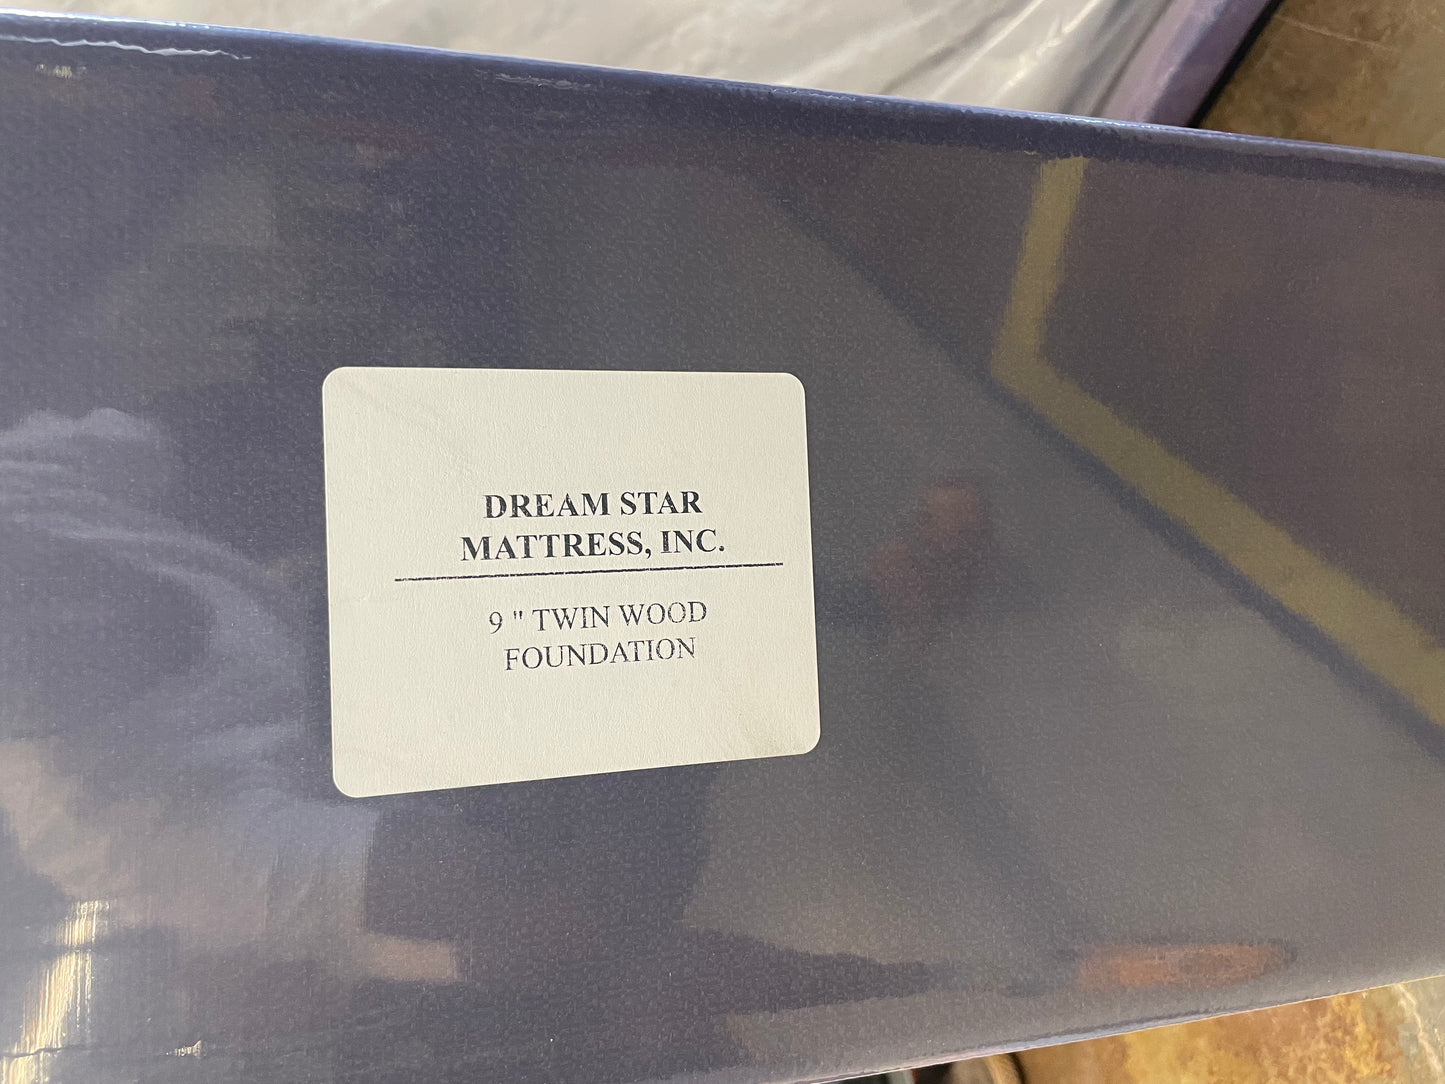 DREAM STAR
MATTRESS, INC.
9 " TWIN WOOD
FOUNDATION